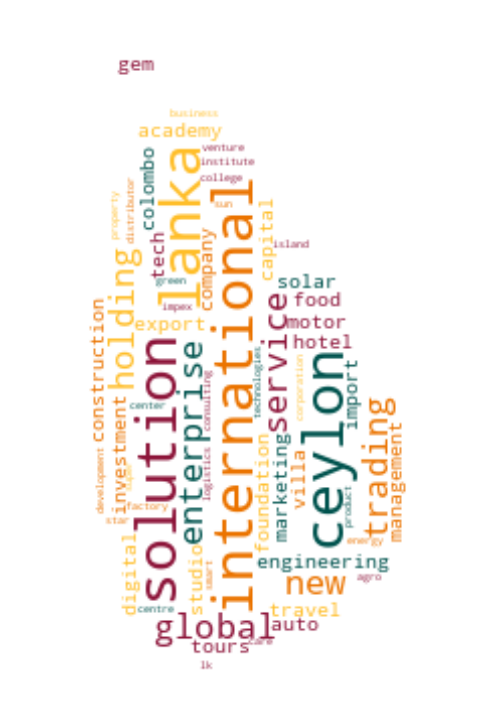 gem
business
academy
venture
institute
college
colombo
lanka
sun
property
distributor
tech
company
capital
international
island
green
solar
holding
impex
export
food
service
motor
hotel
construction
solution
enterprise
technologies
ceylon
import
corporation
center
consulting
investment
trading
development
super
logistics
foundation
marketing
villa
product
management
factory
star
energy
digital
studio
smart
engineering
agro
new
centre
travel
global
auto
tours
care
lk